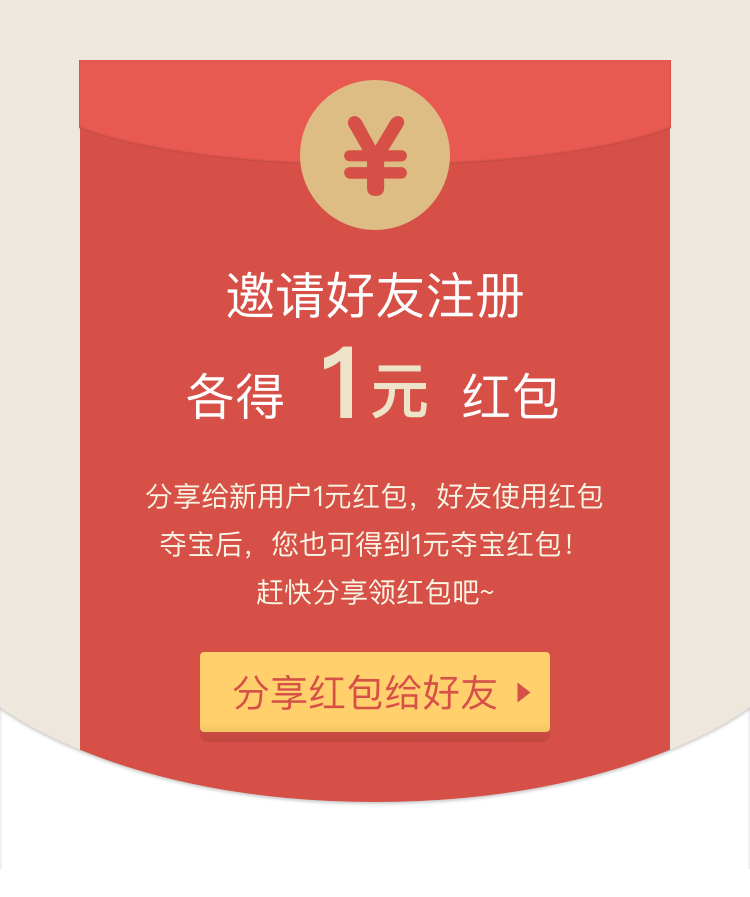 ¥
邀请好友注册
各得 1元 红包
分享给新用户1元红包，好友使用红包
夺宝后，您也可得到1元夺宝红包！
赶快分享领红包吧~
分享红包给好友